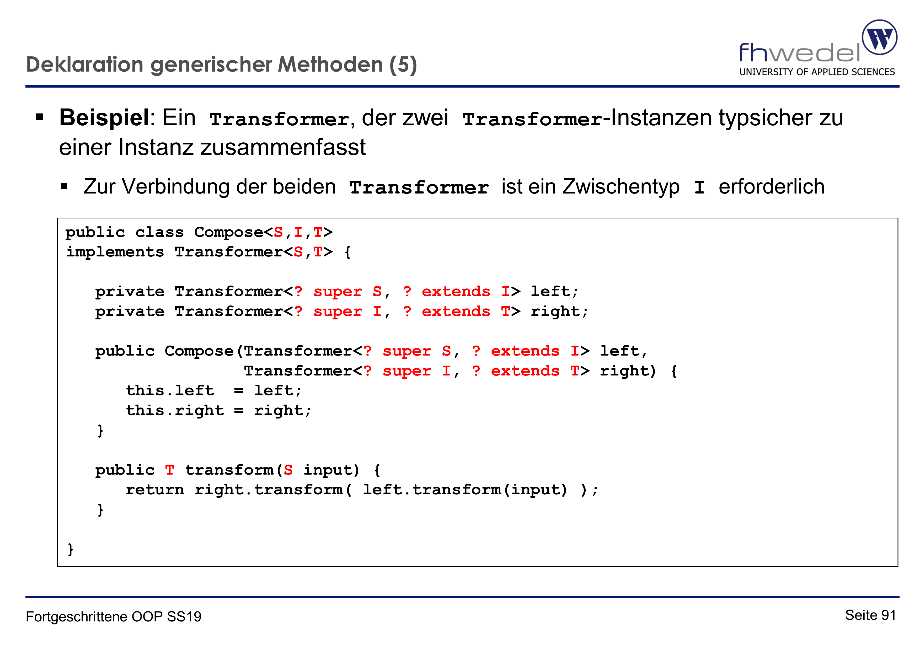 Deklaration generischer Methoden (5)
fhwedel
UNIVERSITY OF APPLIED SCIENCES
W
▪ Beispiel: Ein Transformer, der zwei Transformer-Instanzen typsicher zu
einer Instanz zusammenfasst
▪ Zur Verbindung der beiden Transformer ist ein Zwischentyp I erforderlich
public class Compose<S,I,T>
implements Transformer<S,T> {
private Transformer<? super S, ? extends I> left;
private Transformer<? super I, ? extends T> right;
public Compose(Transformer<? super S, ? extends I> left,
Transformer<? super I, ? extends T> right) {
this.left = left;
this.right = right;
}
public T transform(S input) {
return right.transform( left.transform(input) );
}
}
Fortgeschrittene OOP SS19
Seite 91